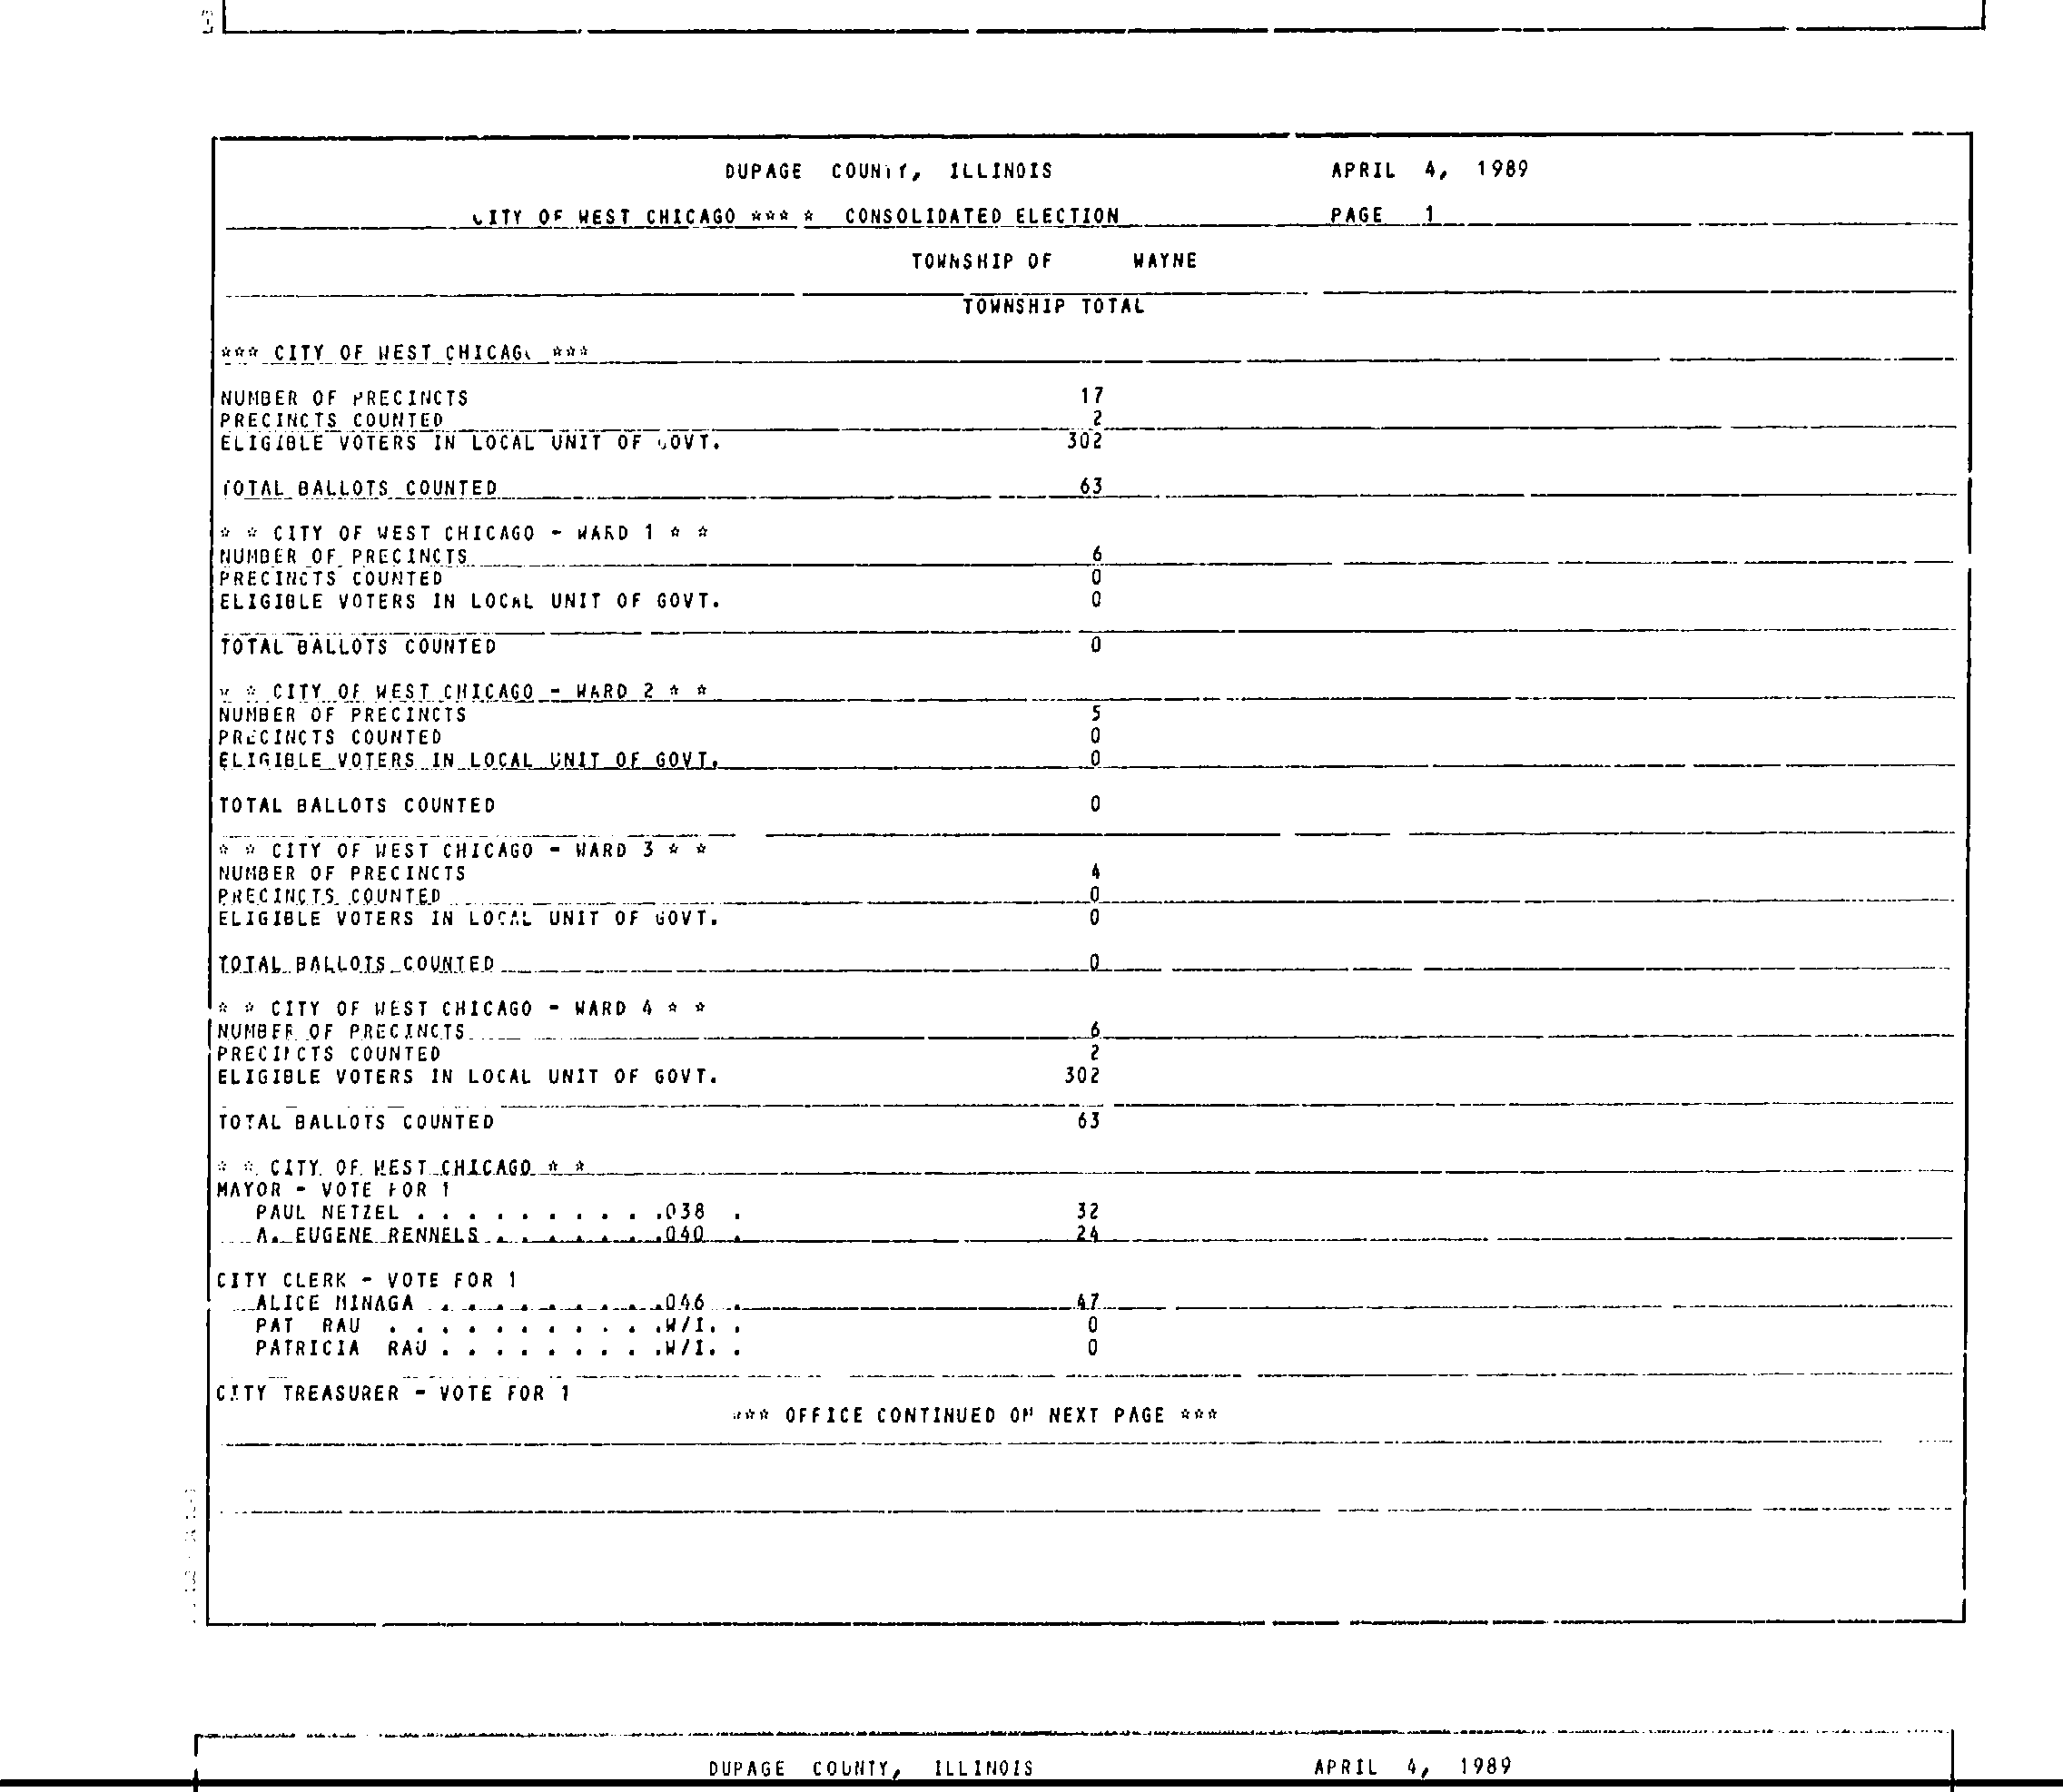 DUPAGE COUNTY, ILLINOIS APRIL 4, 1989
CITY OF WEST CHICAGO *** * CONSOLIDATED ELECTION PAGE 1
TOWNSHIP OF WAYNE
TOWNSHIP TOTAL
*** CITY OF WEST CHICAGO ***
NUMBER OF PRECINCTS 17
PRECINCTS COUNTED 2
ELIGIBLE VOTERS IN LOCAL UNIT OF GOVT. 302
TOTAL BALLOTS COUNTED 63
* * CITY OF WEST CHICAGO - WARD 1 * *
NUMBER OF PRECINCTS 6
PRECINCTS COUNTED 0
ELIGIBLE VOTERS IN LOCAL UNIT OF GOVT. 0
TOTAL BALLOTS COUNTED 0
* * CITY OF WEST CHICAGO - WARD 2 * *
NUMBER OF PRECINCTS 5
PRECINCTS COUNTED 0
ELIGIBLE VOTERS IN LOCAL UNIT OF GOVT. 0
TOTAL BALLOTS COUNTED 0
* * CITY OF WEST CHICAGO - WARD 3 * *
NUMBER OF PRECINCTS 4
PRECINCTS COUNTED 0
ELIGIBLE VOTERS IN LOCAL UNIT OF GOVT. 0
TOTAL BALLOTS COUNTED 0
* * CITY OF WEST CHICAGO - WARD 4 * *
NUMBER OF PRECINCTS 6
PRECINCTS COUNTED 2
ELIGIBLE VOTERS IN LOCAL UNIT OF GOVT. 302
TOTAL BALLOTS COUNTED 63
* * CITY OF WEST CHICAGO * *
MAYOR - VOTE FOR 1
PAUL NETZEL . . . . . . . . . .038 . 32
A. EUGENE RENNELS . . . . . . .040 . 24
CITY CLERK - VOTE FOR 1
ALICE MINAGA . . . . . . . . .046 . 47
PAT RAU . . . . . . . . . . .W/I. . 0
PATRICIA RAU . . . . . . . . .W/I. . 0
CITY TREASURER - VOTE FOR 1
*** OFFICE CONTINUED ON NEXT PAGE ***
DUPAGE COUNTY, ILLINOIS APRIL 4, 1989